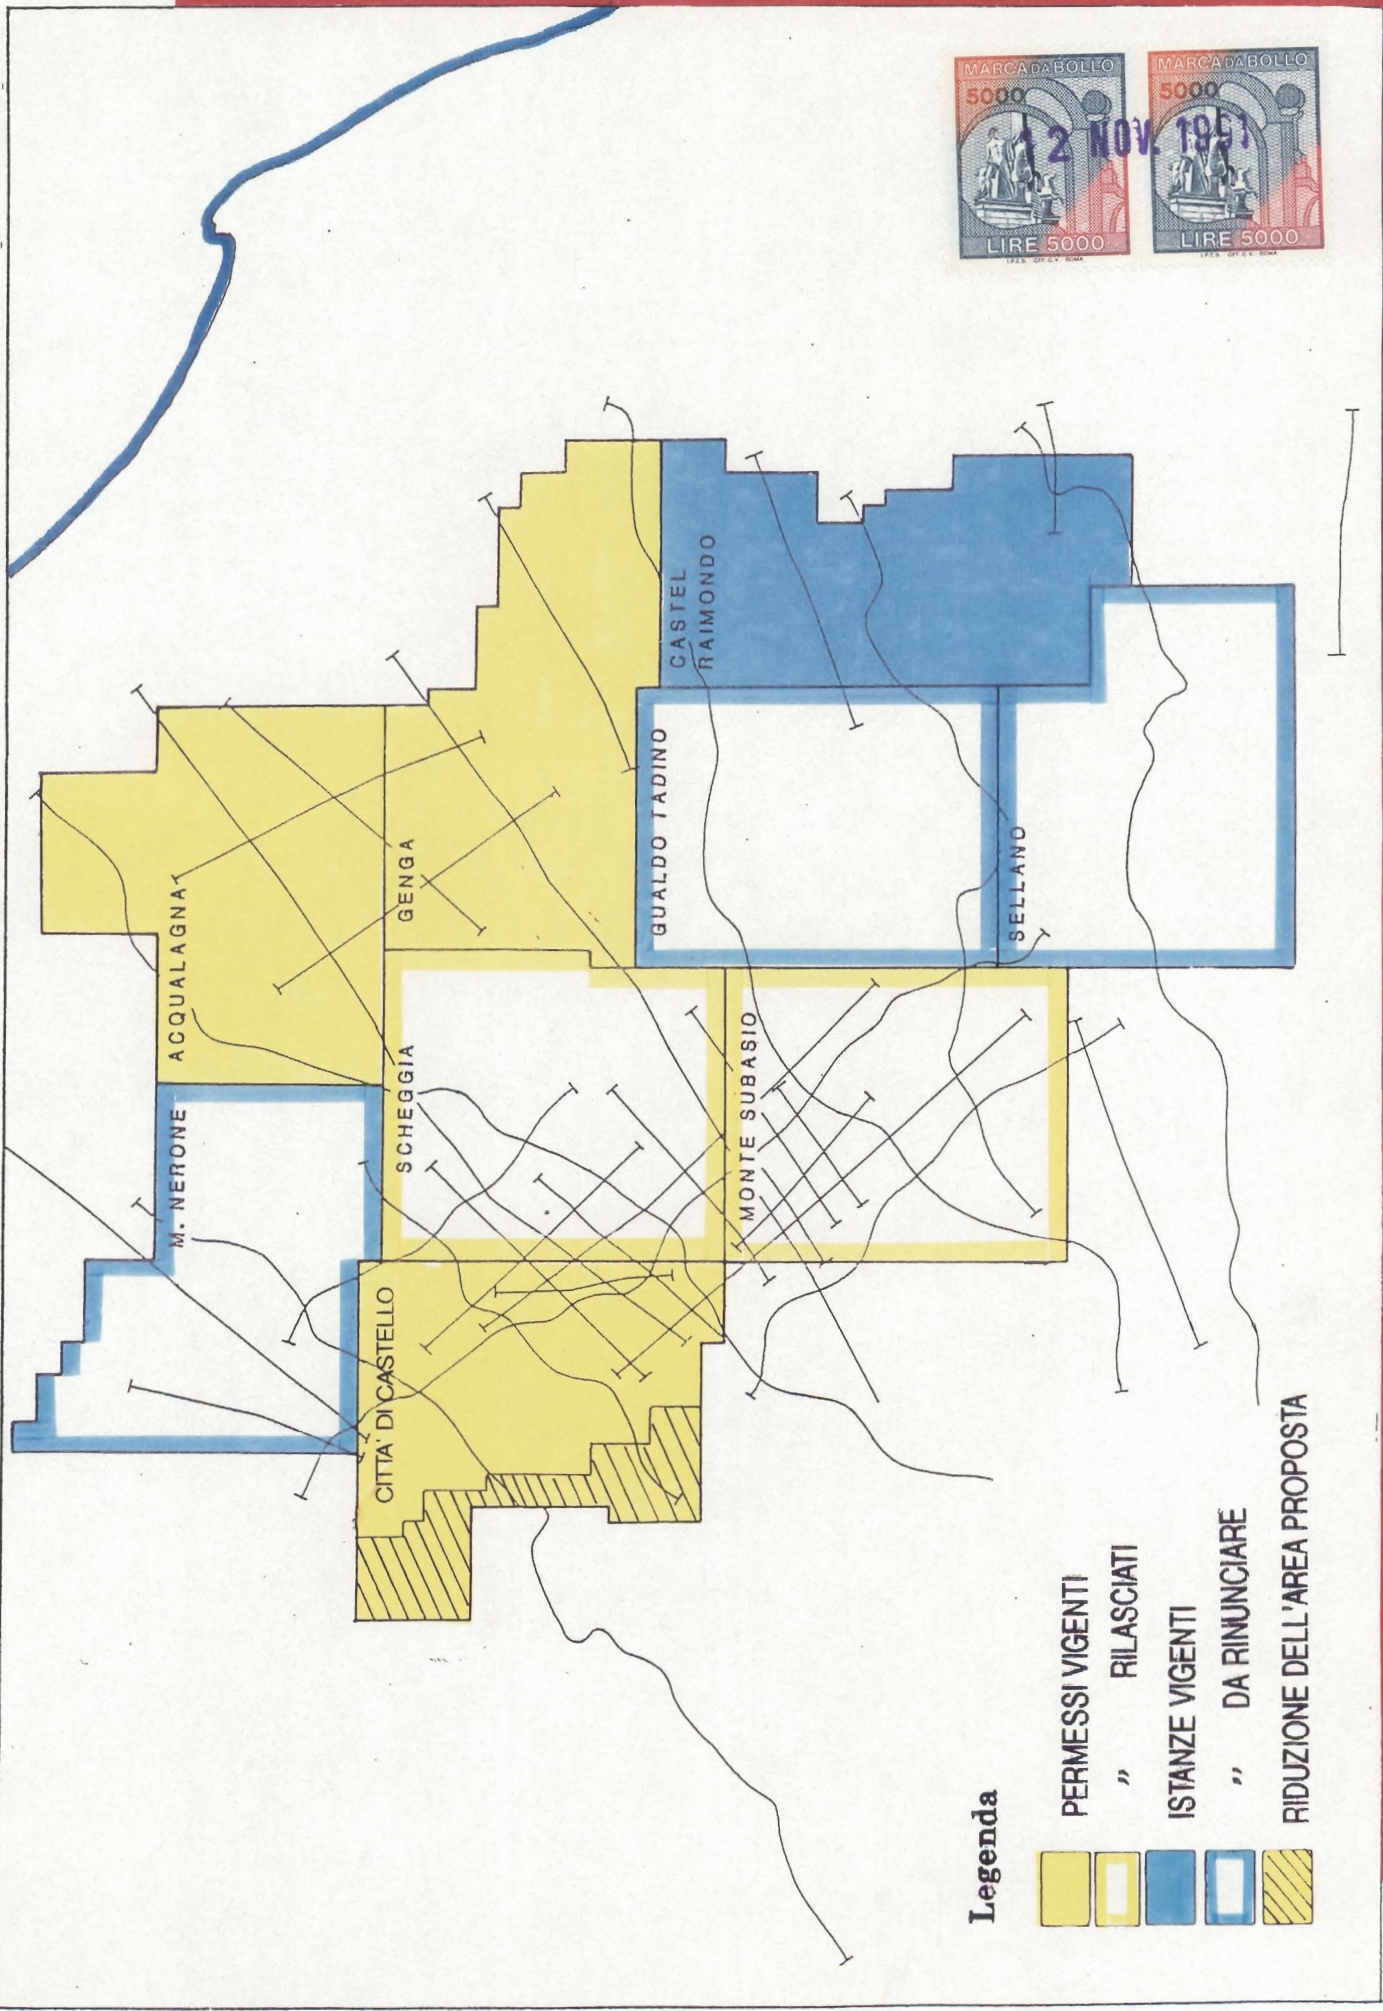 MARCA DA BOLLO
5000
LIRE 5000
I.P.Z.S. OFF. C.V. ROMA
MARCA DA BOLLO
5000
LIRE 5000
I.P.Z.S. OFF. C.V. ROMA
12 NOV. 1991
M. NERONE
ACQUALAGNA
CITTA' DI CASTELLO
SCHEGGIA
GENGA
GUALDO TADINO
CASTEL
RAIMONDO
MONTE SUBASIO
SELLANO
Legenda
PERMESSI VIGENTI
" RILASCIATI
ISTANZE VIGENTI
" DA RINUNCIARE
RIDUZIONE DELL'AREA PROPOSTA